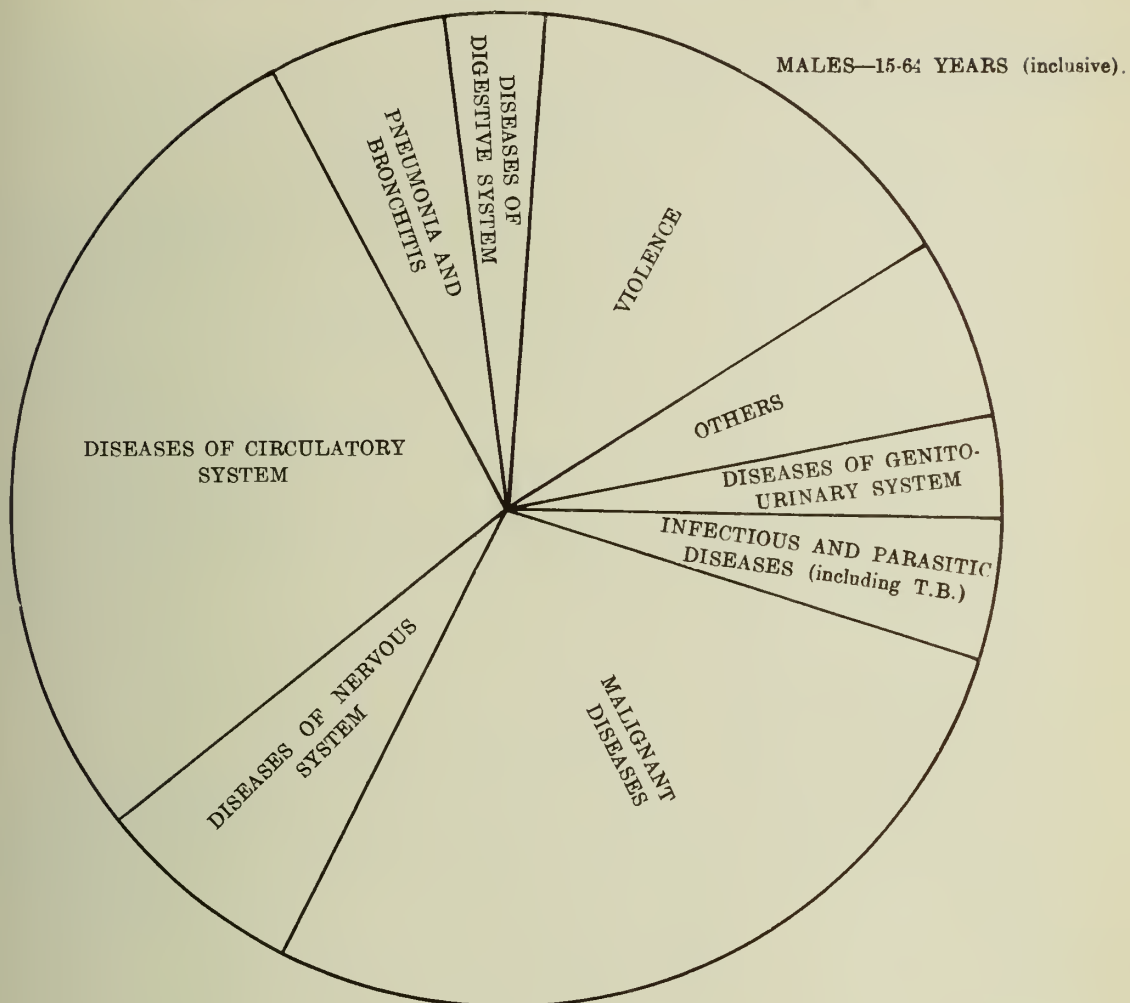 MALES—15-64 YEARS (inclusive).
DISEASES OF
DIGESTIVE SYSTEM
PNEUMONIA AND
BRONCHITIS
VIOLENCE
OTHERS
DISEASES OF CIRCULATORY
SYSTEM
DISEASES OF GENITO-
URINARY SYSTEM
INFECTIOUS AND PARASITIC
DISEASES (including T.B.)
DISEASES OF NERVOUS
SYSTEM
MALIGNANT
DISEASES